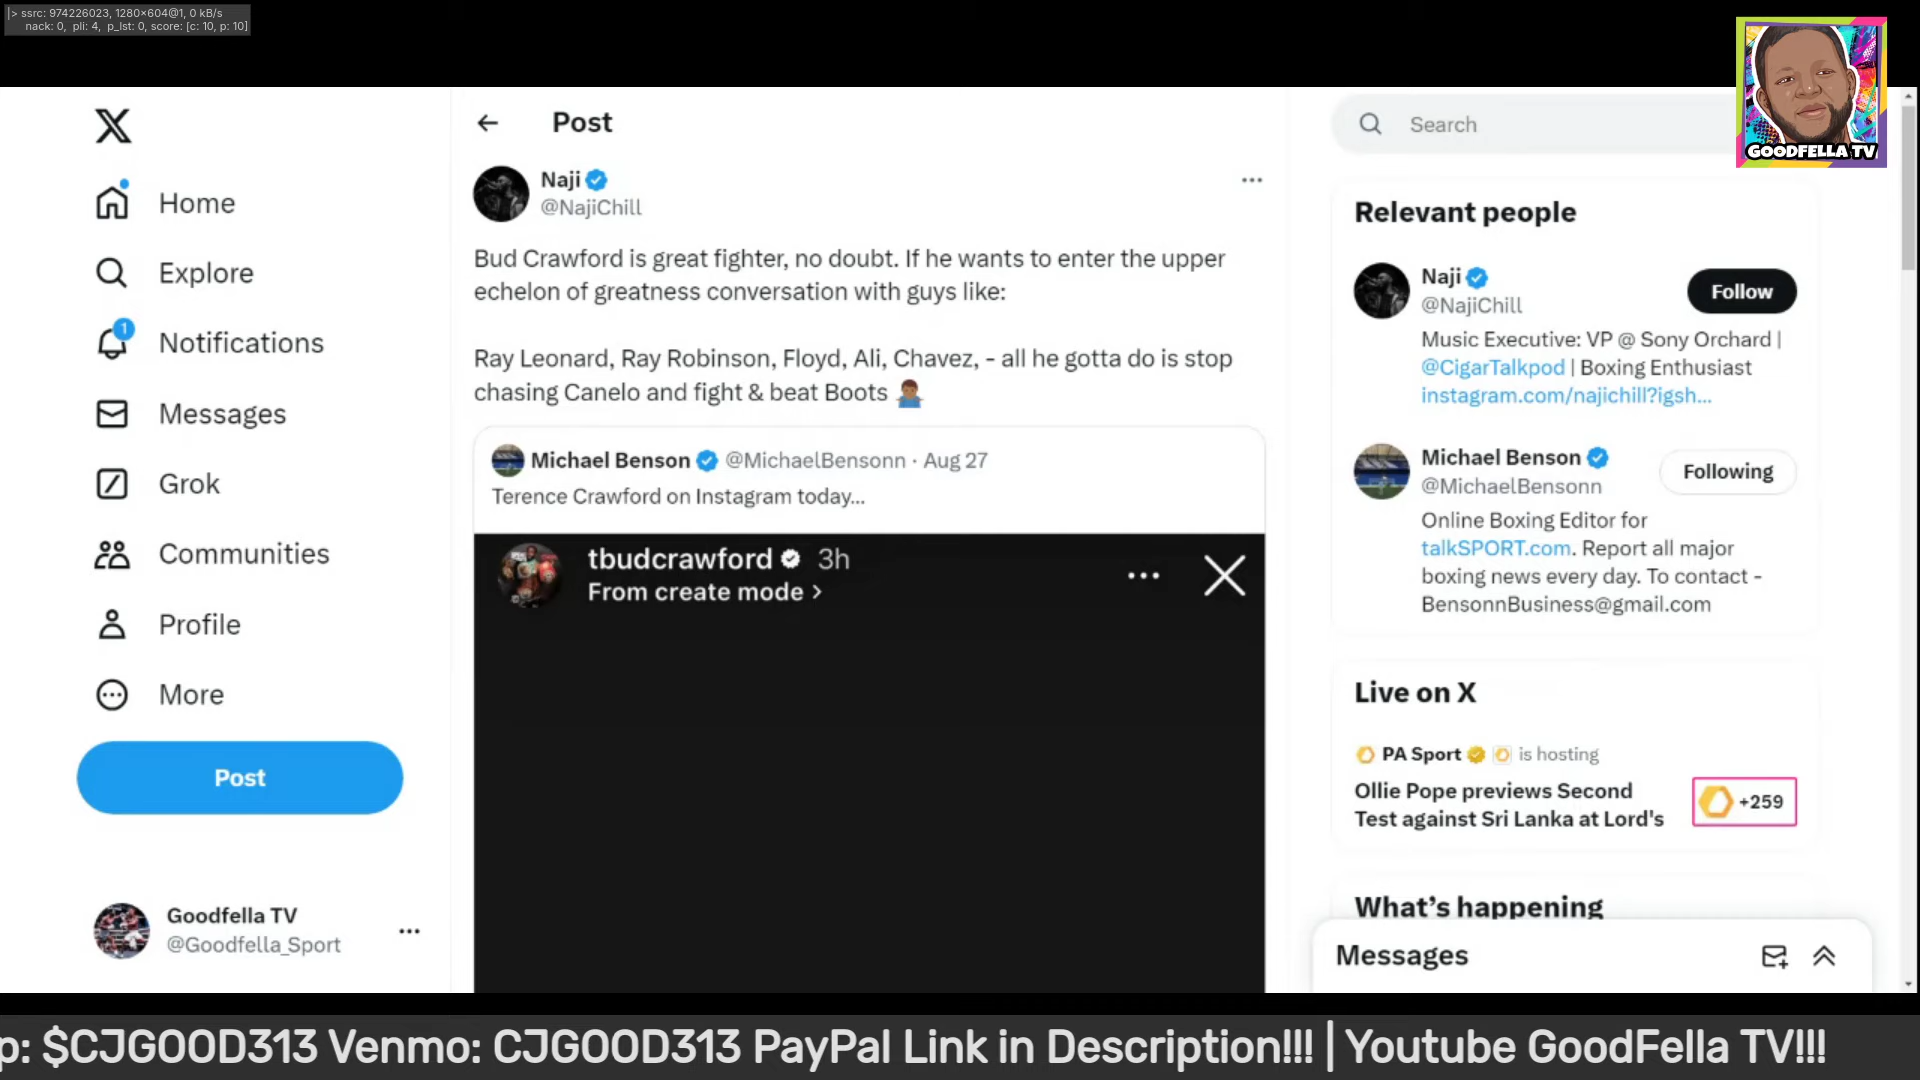 |> ssrc: 974226023, 1280×604@1, 0 kB/s
nack: 0, pli: 4, p_lst: 0, score: [c: 10, p: 10]
GOODFELLA TV
Home
Explore
1
Notifications
Messages
Grok
Communities
Profile
More
Post
Goodfella TV
@Goodfella_Sport
Post
Naji
@NajiChill
Bud Crawford is great fighter, no doubt. If he wants to enter the upper
echelon of greatness conversation with guys like:
Ray Leonard, Ray Robinson, Floyd, Ali, Chavez, - all he gotta do is stop
chasing Canelo and fight & beat Boots 🤷🏾‍♂️
Michael Benson @MichaelBensonn · Aug 27
Terence Crawford on Instagram today...
tbudcrawford 3h
From create mode >
Search
Relevant people
Naji
@NajiChill
Follow
Music Executive: VP @ Sony Orchard |
@CigarTalkpod | Boxing Enthusiast
instagram.com/najichill?igsh...
Michael Benson
@MichaelBensonn
Following
Online Boxing Editor for
talkSPORT.com. Report all major
boxing news every day. To contact -
BensonnBusiness@gmail.com
Live on X
PA Sport is hosting
Ollie Pope previews Second
Test against Sri Lanka at Lord's
+259
What's happening
Messages
p: $CJGOOD313 Venmo: CJGOOD313 PayPal Link in Description!!! | Youtube GoodFella TV!!!